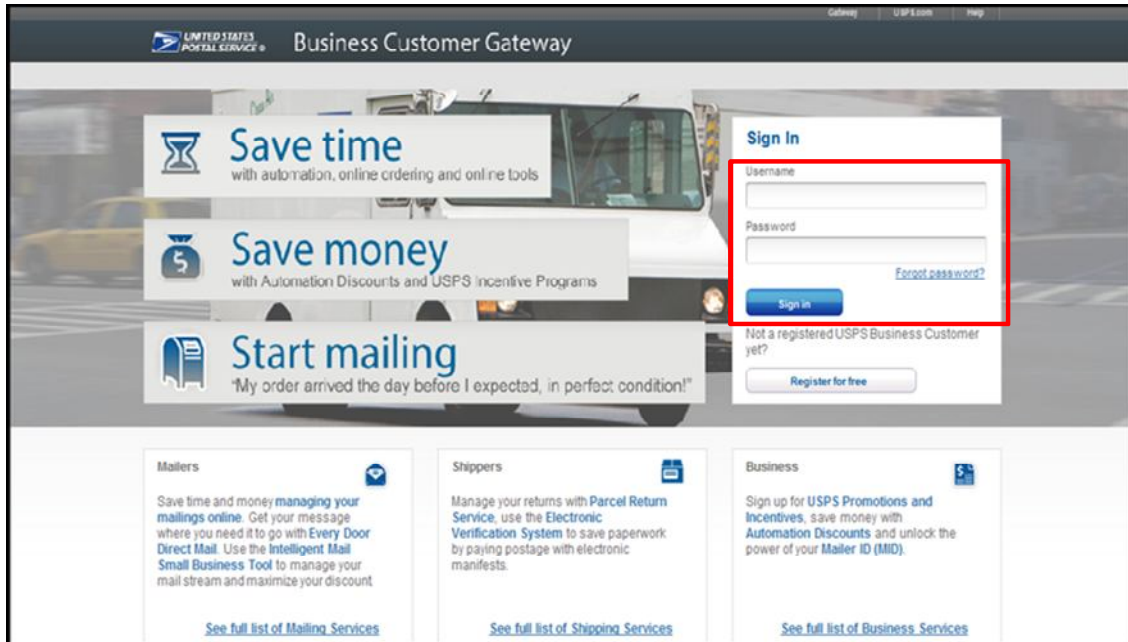 Gateway USPS.com Help
UNITED STATES
POSTAL SERVICE ®
Business Customer Gateway
Save time
with automation, online ordering and online tools
Save money
with Automation Discounts and USPS Incentive Programs
Start mailing
"My order arrived the day before I expected, in perfect condition!"
Sign In
Username
Password
Forgot password?
Sign in
Not a registered USPS Business Customer
yet?
Register for free
Mailers
Save time and money managing your
mailings online. Get your message
where you need it to go with Every Door
Direct Mail. Use the Intelligent Mail
Small Business Tool to manage your
mail stream and maximize your discount
See full list of Mailing Services
Shippers
Manage your returns with Parcel Return
Service, use the Electronic
Verification System to save paperwork
by paying postage with electronic
manifests.
See full list of Shipping Services
Business
Sign up for USPS Promotions and
Incentives, save money with
Automation Discounts and unlock the
power of your Mailer ID (MID).
See full list of Business Services